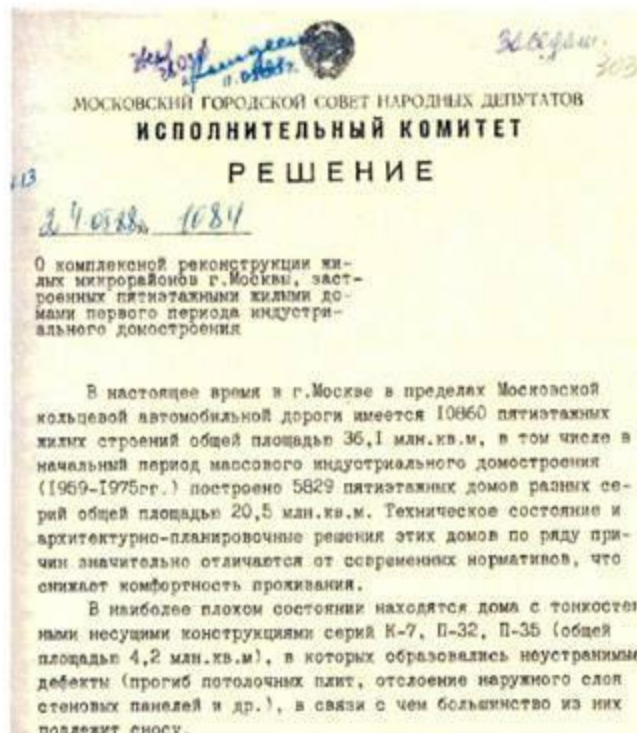 заседаш.
303
МОСКОВСКИЙ ГОРОДСКОЙ СОВЕТ НАРОДНЫХ ДЕПУТАТОВ
ИСПОЛНИТЕЛЬНЫЙ КОМИТЕТ
РЕШЕНИЕ
1084
О комплексной реконструкции жи-
лых микрорайонов г.Москвы, заст-
роенных пятиэтажными жилыми до-
мами первого периода индустри-
ального домостроения
В настоящее время в г.Москве в пределах Московской
кольцевой автомобильной дороги имеется 10860 пятиэтажных
жилых строений общей площадью 36,1 млн.кв.м, в том числе в
начальный период массового индустриального домостроения
(1959-1975гг.) построено 5829 пятиэтажных домов разных се-
рий общей площадью 20,5 млн.кв.м. Техническое состояние и
архитектурно-планировочные решения этих домов по ряду при-
чин значительно отличаются от современных нормативов, что
снижает комфортность проживания.
В наиболее плохом состоянии находятся дома с тонкостен
ными несущими конструкциями серий К-7, П-32, П-35 (общей
площадью 4,2 млн.кв.м), в которых образовались неустранимые
дефекты (прогиб потолочных плит, отслоение наружного слоя
стеновых панелей и др.), в связи с чем большинство из них
подлежит сносу.